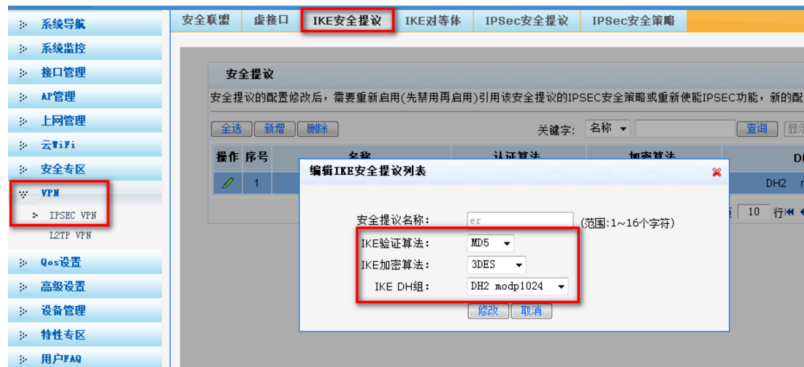 系统导航
系统监控
接口管理
AP管理
上网管理
云WiFi
安全专区
VPN
IPSEC VPN
L2TP VPN
Qos设置
高级设置
设备管理
特性专区
用户FAQ
安全联盟 虚接口 IKE安全提议 IKE对等体 IPSec安全提议 IPSec安全策略
安全提议
安全提议的配置修改后，需要重新启用(先禁用再启用)引用该安全提议的IPSEC安全策略或重新使能IPSEC功能，新的配
全选 新增 删除 关键字: 名称 查询 显示
操作 序号 名称 认证算法 加密算法 DH
1 DH2
10 行
编辑IKE安全提议列表
安全提议名称: er (范围:1~16个字符)
IKE验证算法: MD5
IKE加密算法: 3DES
IKE DH组: DH2 modp1024
修改 取消